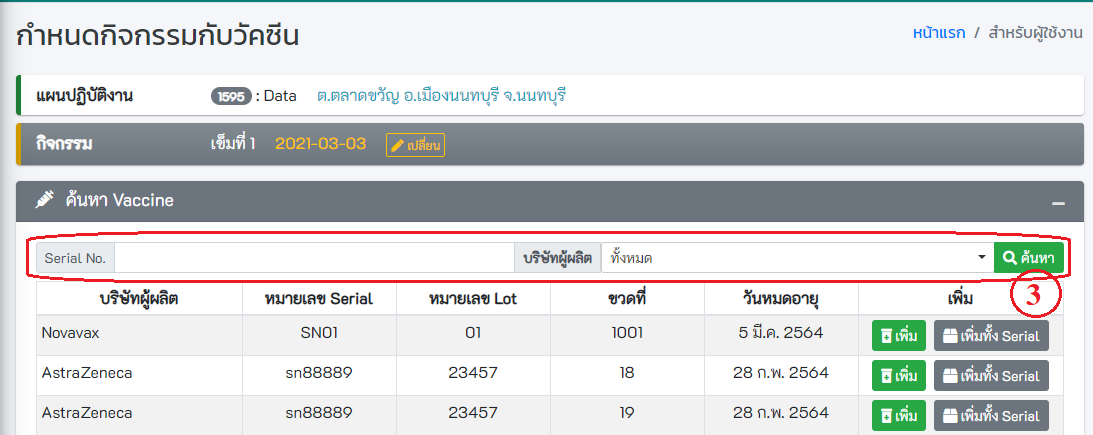 กำหนดกิจกรรมกับวัคซีน หน้าแรก / สำหรับผู้ใช้งาน
แผนปฏิบัติงาน 1595 : Data ต.ตลาดขวัญ อ.เมืองนนทบุรี จ.นนทบุรี
กิจกรรม เข็มที่ 1 2021-03-03 เปลี่ยน
ค้นหา Vaccine
Serial No. บริษัทผู้ผลิต ทั้งหมด ค้นหา
3
บริษัทผู้ผลิต หมายเลข Serial หมายเลข Lot ขวดที่ วันหมดอายุ เพิ่ม
Novavax SN01 01 1001 5 มี.ค. 2564 เพิ่ม เพิ่มทั้ง Serial
AstraZeneca sn88889 23457 18 28 ก.พ. 2564 เพิ่ม เพิ่มทั้ง Serial
AstraZeneca sn88889 23457 19 28 ก.พ. 2564 เพิ่ม เพิ่มทั้ง Serial